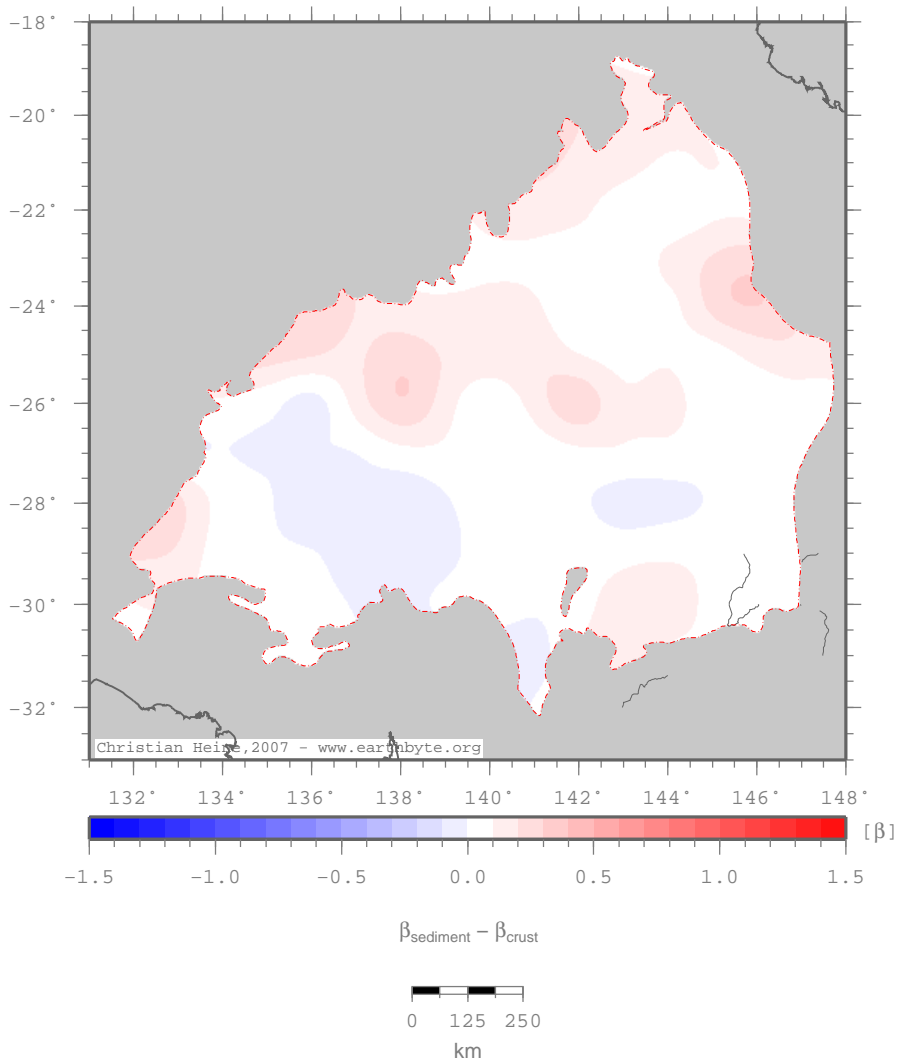 −18°
−20°
−22°
−24°
−26°
−28°
−30°
−32°
Christian Heine,2007 − www.earthbyte.org
132° 134° 136° 138° 140° 142° 144° 146° 148°
[β]
−1.5 −1.0 −0.5 0.0 0.5 1.0 1.5
βsediment − βcrust
0 125 250
km